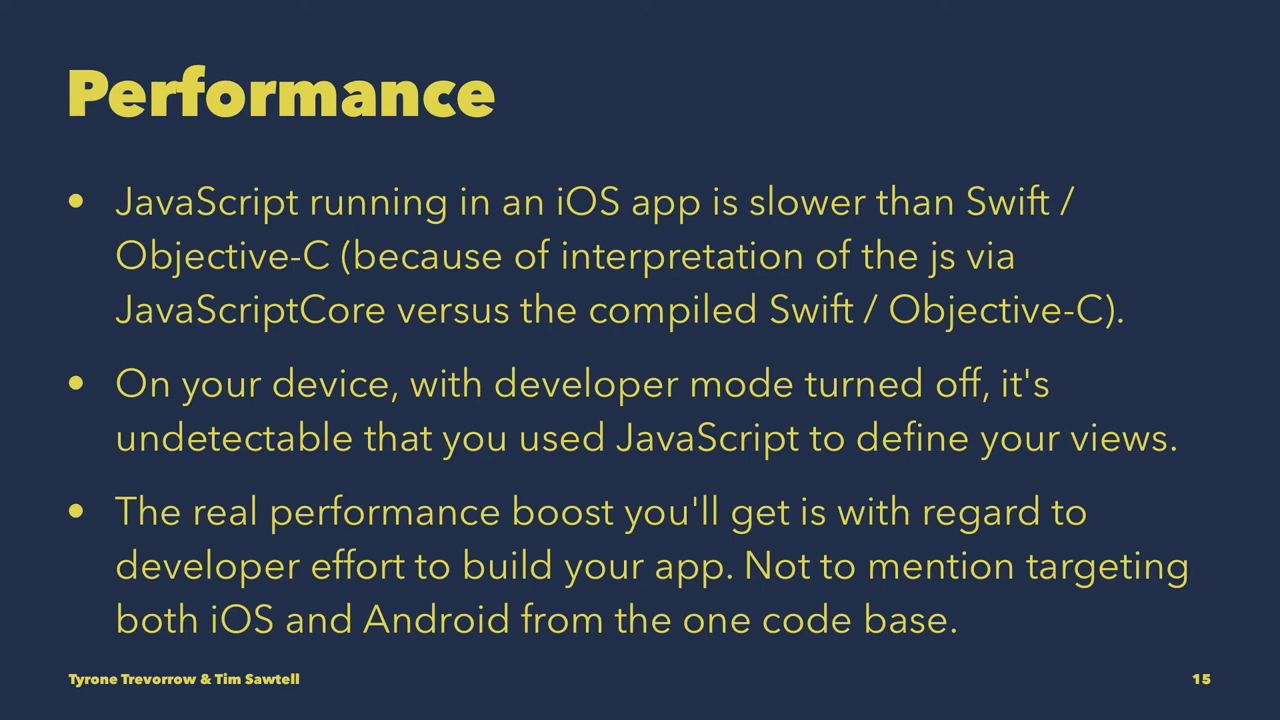 Performance
• JavaScript running in an iOS app is slower than Swift /
Objective-C (because of interpretation of the js via
JavaScriptCore versus the compiled Swift / Objective-C).
• On your device, with developer mode turned off, it's
undetectable that you used JavaScript to define your views.
• The real performance boost you'll get is with regard to
developer effort to build your app. Not to mention targeting
both iOS and Android from the one code base.
Tyrone Trevorrow & Tim Sawtell
15